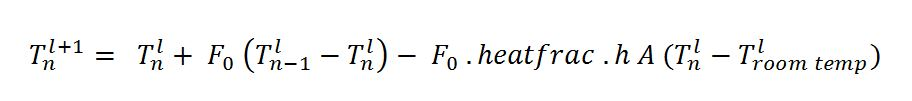 T_n^{l+1} = T_n^l + F_0 (T_{n-1}^l − T_n^l) − F_0 . heatfrac . h A (T_n^l − T_{room temp}^l)